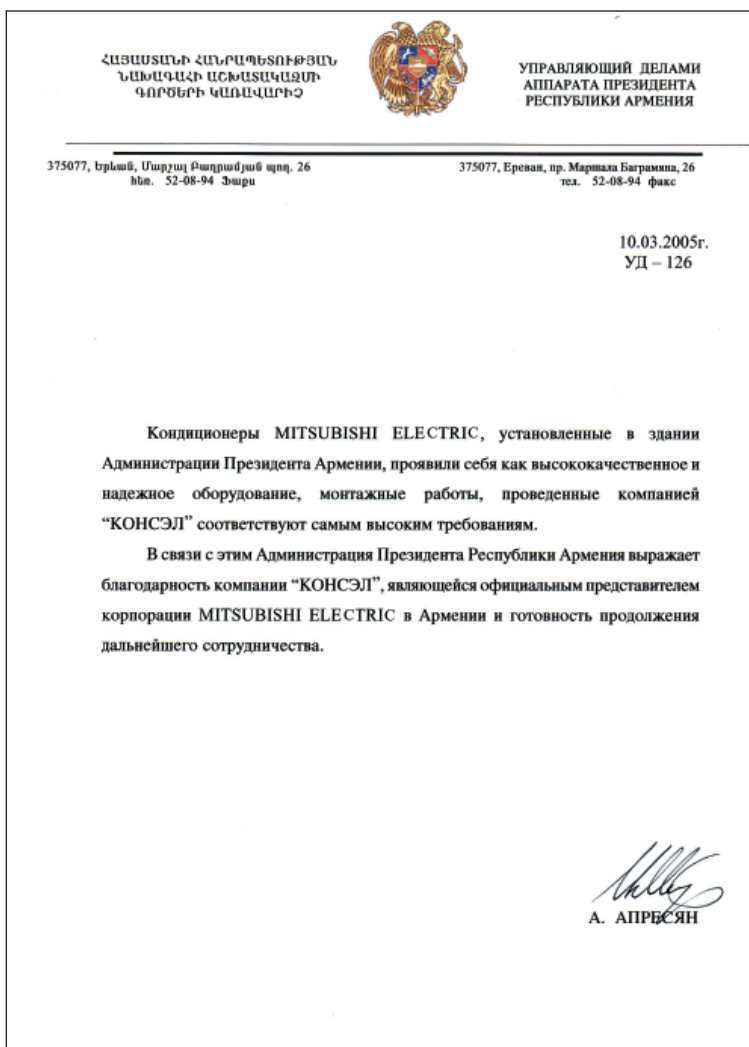 ՀԱՅԱՍՏԱՆԻ ՀԱՆՐԱՊԵՏՈՒԹՅԱՆ
ՆԱԽԱԳԱՀԻ ԱՇԽԱՏԱԿԱԶՄԻ
ԳՈՐԾԵՐԻ ԿԱՌԱՎԱՐԻՉ
УПРАВЛЯЮЩИЙ ДЕЛАМИ
АППАРАТА ПРЕЗИДЕНТА
РЕСПУБЛИКИ АРМЕНИЯ
375077, Երևան, Մարշալ Բաղրամյան պող. 26
հեռ. 52-08-94 Ֆաքս
375077, Ереван, пр. Маршала Баграмяна, 26
тел. 52-08-94 факс
10.03.2005г.
УД – 126
Кондиционеры MITSUBISHI ELECTRIC, установленные в здании
Администрации Президента Армении, проявили себя как высококачественное и
надежное оборудование, монтажные работы, проведенные компанией
“КОНСЭЛ” соответствуют самым высоким требованиям.
В связи с этим Администрация Президента Республики Армения выражает
благодарность компании “КОНСЭЛ”, являющейся официальным представителем
корпорации MITSUBISHI ELECTRIC в Армении и готовность продолжения
дальнейшего сотрудничества.
А. АПРЕСЯН